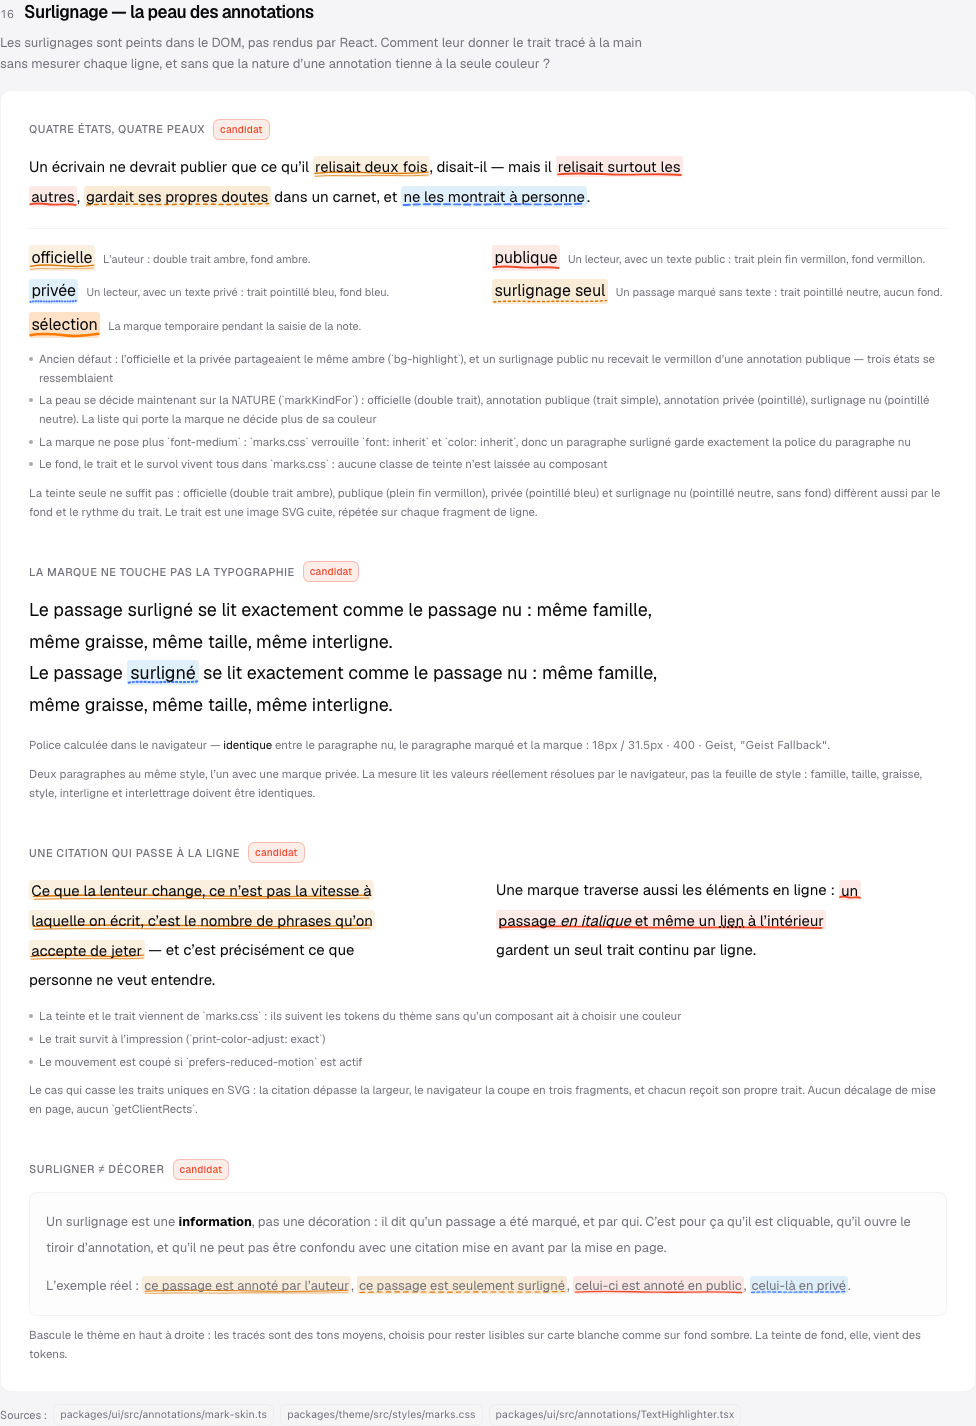 16 Surlignage — la peau des annotations
Les surlignages sont peints dans le DOM, pas rendus par React. Comment leur donner le trait tracé à la main
sans mesurer chaque ligne, et sans que la nature d’une annotation tienne à la seule couleur ?
QUATRE ÉTATS, QUATRE PEAUX candidat
Un écrivain ne devrait publier que ce qu’il relisait deux fois, disait-il — mais il relisait surtout les
autres, gardait ses propres doutes dans un carnet, et ne les montrait à personne.
officielle L’auteur : double trait ambre, fond ambre.
publique Un lecteur, avec un texte public : trait plein fin vermillon, fond vermillon.
privée Un lecteur, avec un texte privé : trait pointillé bleu, fond bleu.
surlignage seul Un passage marqué sans texte : trait pointillé neutre, aucun fond.
sélection La marque temporaire pendant la saisie de la note.
• Ancien défaut : l’officielle et la privée partageaient le même ambre (`bg-highlight`), et un surlignage public nu recevait le vermillon d’une annotation publique — trois états se
ressemblaient
• La peau se décide maintenant sur la NATURE (`markKindFor`) : officielle (double trait), annotation publique (trait simple), annotation privée (pointillé), surlignage nu (pointillé
neutre). La liste qui porte la marque ne décide plus de sa couleur
• La marque ne pose plus `font-medium` : `marks.css` verrouille `font: inherit` et `color: inherit`, donc un paragraphe surligné garde exactement la police du paragraphe nu
• Le fond, le trait et le survol vivent tous dans `marks.css` : aucune classe de teinte n’est laissée au composant
La teinte seule ne suffit pas : officielle (double trait ambre), publique (plein fin vermillon), privée (pointillé bleu) et surlignage nu (pointillé neutre, sans fond) diffèrent aussi par le
fond et le rythme du trait. Le trait est une image SVG cuite, répétée sur chaque fragment de ligne.
LA MARQUE NE TOUCHE PAS LA TYPOGRAPHIE candidat
Le passage surligné se lit exactement comme le passage nu : même famille,
même graisse, même taille, même interligne.
Le passage surligné se lit exactement comme le passage nu : même famille,
même graisse, même taille, même interligne.
Police calculée dans le navigateur — identique entre le paragraphe nu, le paragraphe marqué et la marque : 18px / 31.5px · 400 · Geist, "Geist Fallback".
Deux paragraphes au même style, l’un avec une marque privée. La mesure lit les valeurs réellement résolues par le navigateur, pas la feuille de style : famille, taille, graisse,
style, interligne et interlettrage doivent être identiques.
UNE CITATION QUI PASSE À LA LIGNE candidat
Ce que la lenteur change, ce n’est pas la vitesse à
laquelle on écrit, c’est le nombre de phrases qu’on
accepte de jeter — et c’est précisément ce que
personne ne veut entendre.
Une marque traverse aussi les éléments en ligne : un
passage en italique et même un lien à l’intérieur
gardent un seul trait continu par ligne.
• La teinte et le trait viennent de `marks.css` : ils suivent les tokens du thème sans qu’un composant ait à choisir une couleur
• Le trait survit à l’impression (`print-color-adjust: exact`)
• Le mouvement est coupé si `prefers-reduced-motion` est actif
Le cas qui casse les traits uniques en SVG : la citation dépasse la largeur, le navigateur la coupe en trois fragments, et chacun reçoit son propre trait. Aucun décalage de mise
en page, aucun `getClientRects`.
SURLIGNER ≠ DÉCORER candidat
Un surlignage est une information, pas une décoration : il dit qu’un passage a été marqué, et par qui. C’est pour ça qu’il est cliquable, qu’il ouvre le
tiroir d’annotation, et qu’il ne peut pas être confondu avec une citation mise en avant par la mise en page.
L’exemple réel : ce passage est annoté par l’auteur, ce passage est seulement surligné, celui-ci est annoté en public, celui-là en privé.
Bascule le thème en haut à droite : les tracés sont des tons moyens, choisis pour rester lisibles sur carte blanche comme sur fond sombre. La teinte de fond, elle, vient des
tokens.
Sources : packages/ui/src/annotations/mark-skin.ts packages/theme/src/styles/marks.css packages/ui/src/annotations/TextHighlighter.tsx